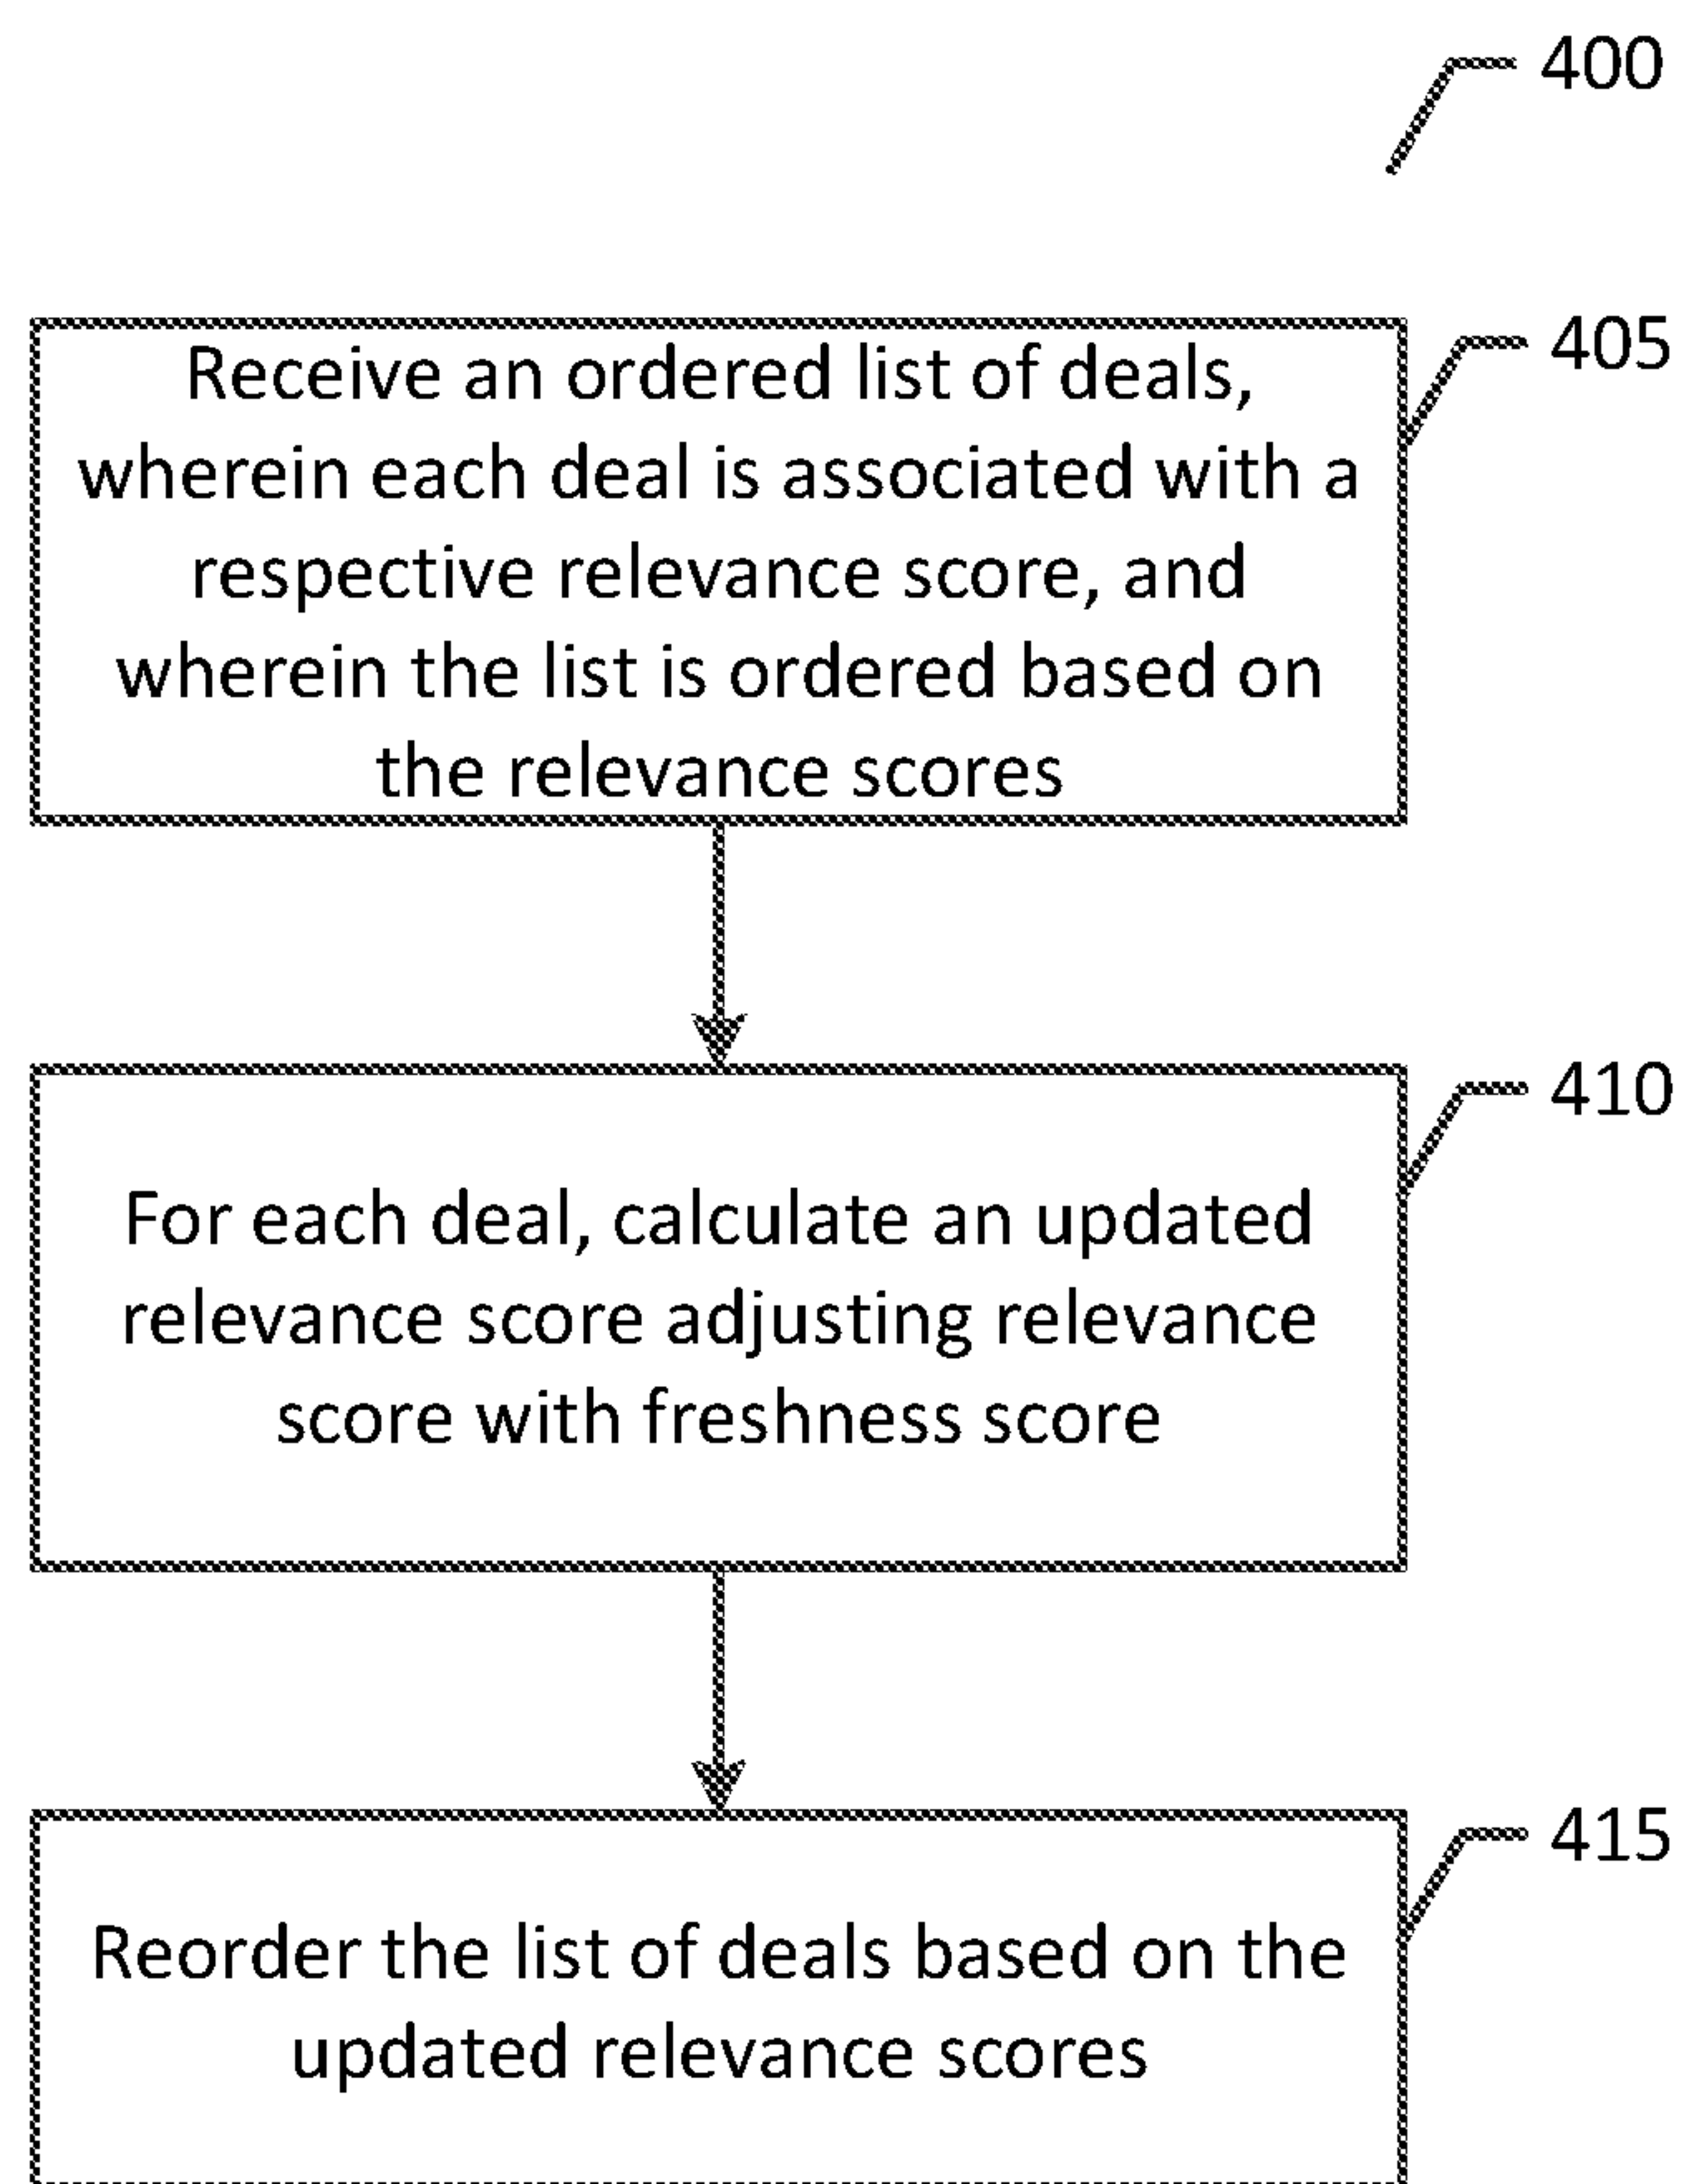 400
405
Receive an ordered list of deals,
wherein each deal is associated with a
respective relevance score, and
wherein the list is ordered based on
the relevance scores
410
For each deal, calculate an updated
relevance score adjusting relevance
score with freshness score
415
Reorder the list of deals based on the
updated relevance scores